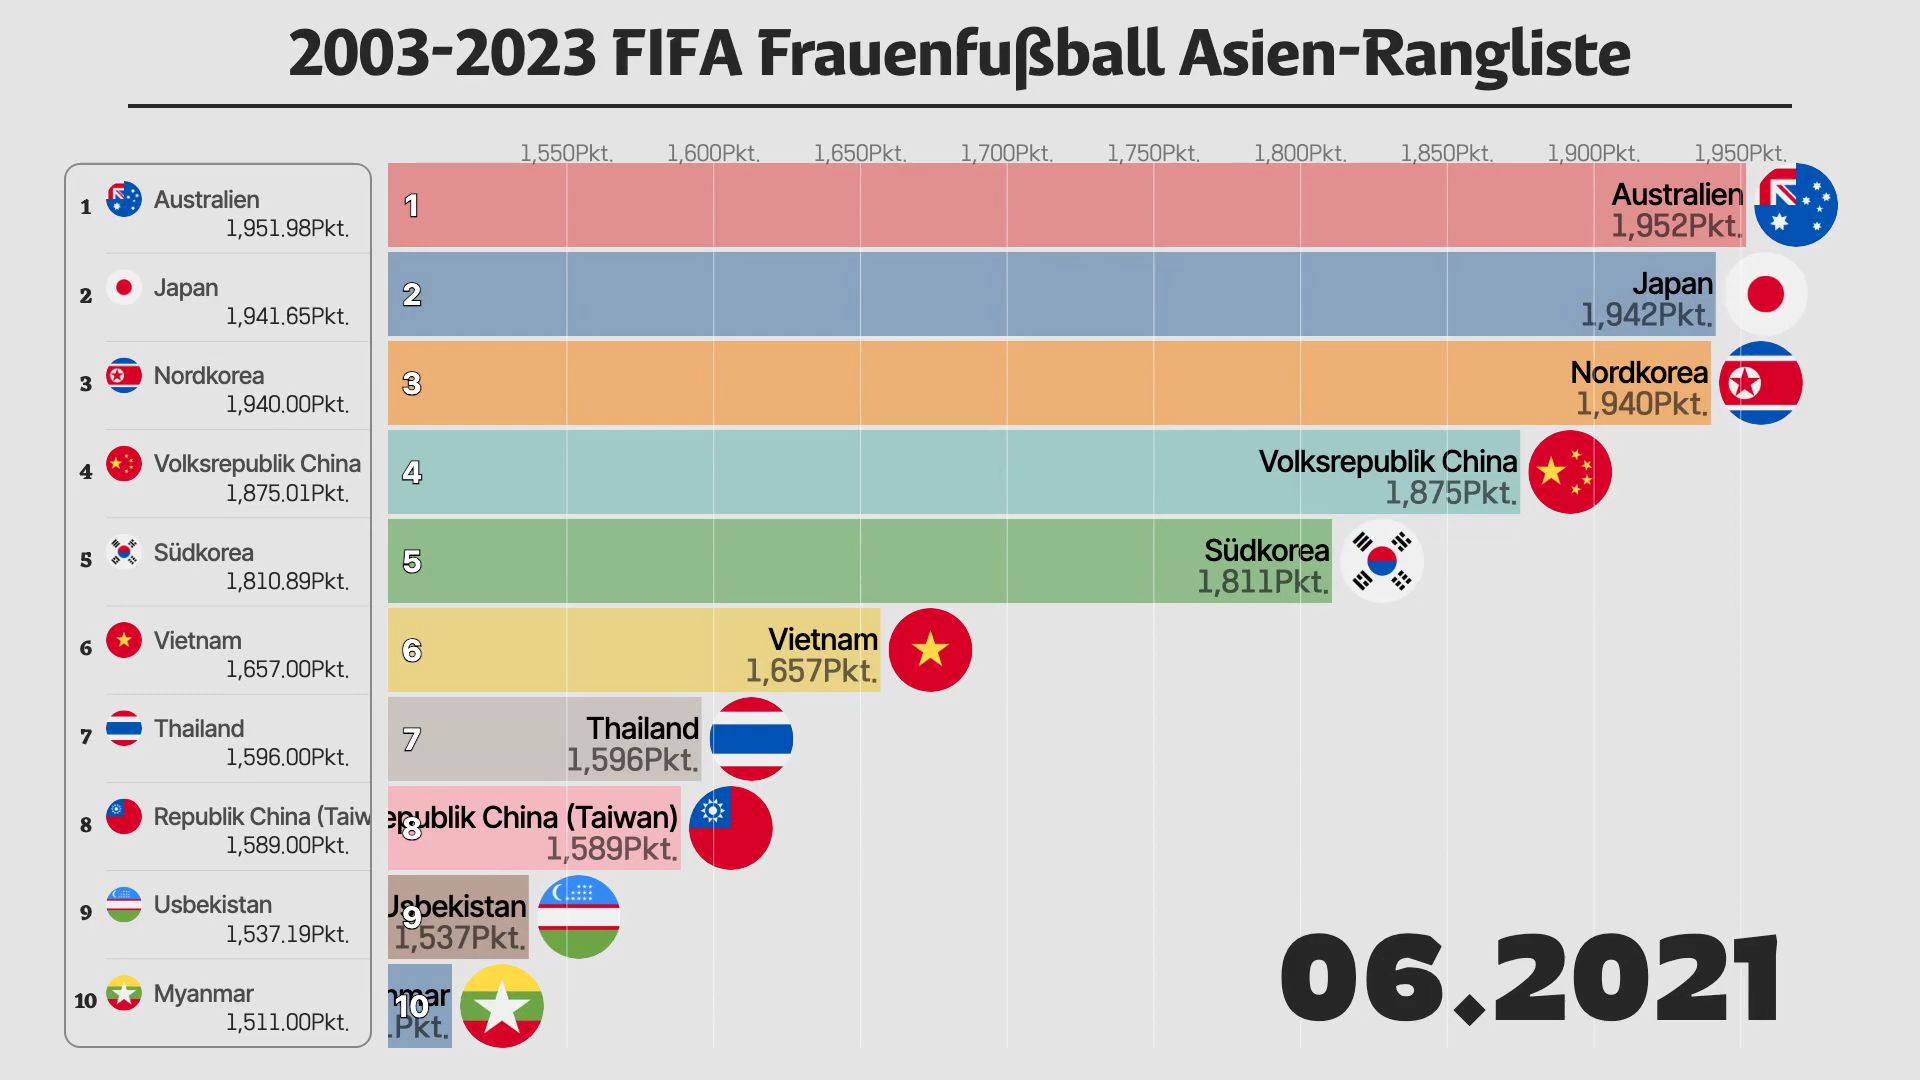 2003-2023 FIFA Frauenfußball Asien-Rangliste
1,550Pkt. 1,600Pkt. 1,650Pkt. 1,700Pkt. 1,750Pkt. 1,800Pkt. 1,850Pkt. 1,900Pkt. 1,950Pkt.
1 Australien
1,951.98Pkt.
2 Japan
1,941.65Pkt.
3 Nordkorea
1,940.00Pkt.
4 Volksrepublik China
1,875.01Pkt.
5 Südkorea
1,810.89Pkt.
6 Vietnam
1,657.00Pkt.
7 Thailand
1,596.00Pkt.
8 Republik China (Taiw
1,589.00Pkt.
9 Usbekistan
1,537.19Pkt.
10 Myanmar
1,511.00Pkt.
1 Australien
1,952Pkt.
2 Japan
1,942Pkt.
3 Nordkorea
1,940Pkt.
4 Volksrepublik China
1,875Pkt.
5 Südkorea
1,811Pkt.
6 Vietnam
1,657Pkt.
7 Thailand
1,596Pkt.
8 epublik China (Taiwan)
1,589Pkt.
9 Usbekistan
1,537Pkt.
10 mar
.Pkt.
06.2021